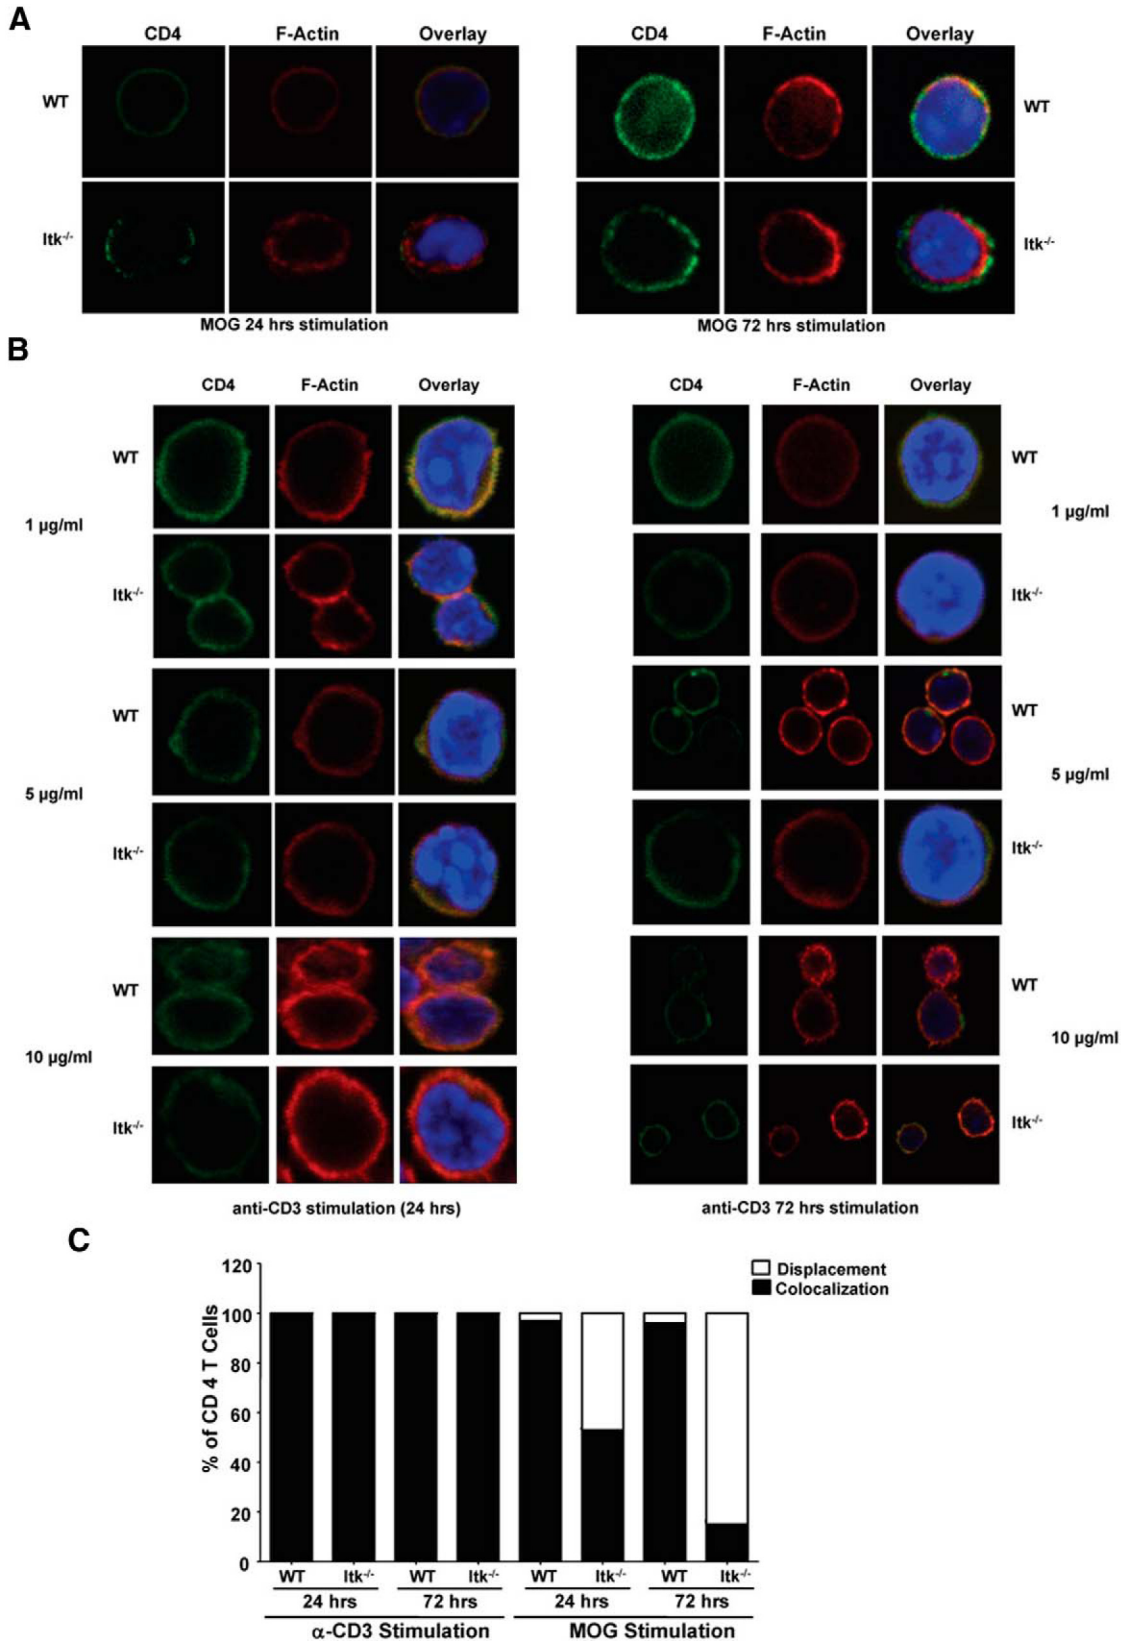 A
CD4 F-Actin Overlay CD4 F-Actin Overlay
WT WT
Itk-/- Itk-/-
MOG 24 hrs stimulation MOG 72 hrs stimulation
B
CD4 F-Actin Overlay CD4 F-Actin Overlay
WT WT
1 µg/ml 1 µg/ml
Itk-/- Itk-/-
WT WT
5 µg/ml 5 µg/ml
Itk-/- Itk-/-
WT WT
10 µg/ml 10 µg/ml
Itk-/- Itk-/-
anti-CD3 stimulation (24 hrs) anti-CD3 72 hrs stimulation
C
Displacement
Colocalization
% of CD 4 T Cells
120
100
80
60
40
20
0
WT Itk-/- WT Itk-/- WT Itk-/- WT Itk-/-
24 hrs 72 hrs 24 hrs 72 hrs
α-CD3 Stimulation MOG Stimulation